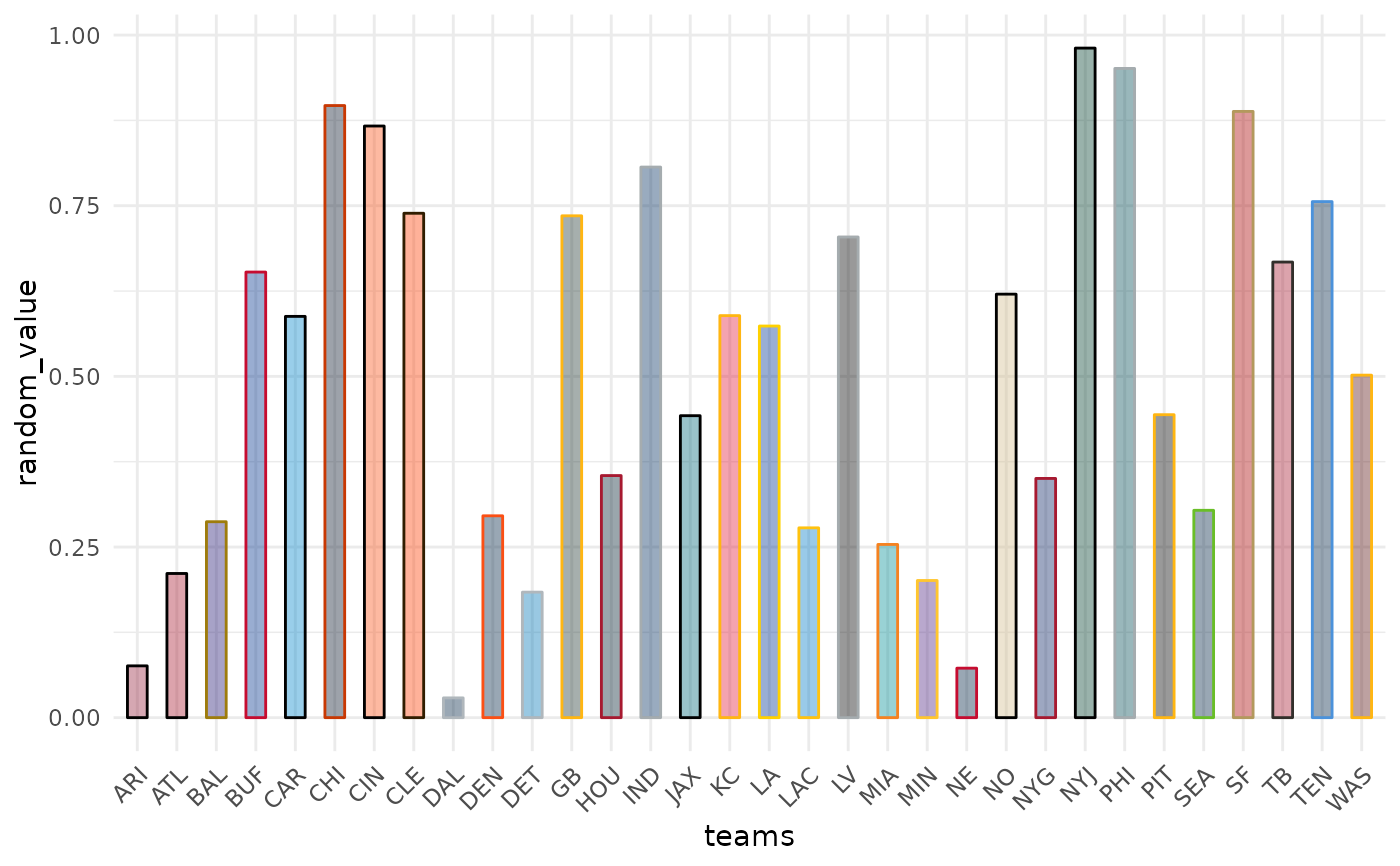 random_value
1.00
0.75
0.50
0.25
0.00
ARI ATL BAL BUF CAR CHI CIN CLE DAL DEN DET GB HOU IND JAX KC LA LAC LV MIA MIN NE NO NYG NYJ PHI PIT SEA SF TB TEN WAS
teams